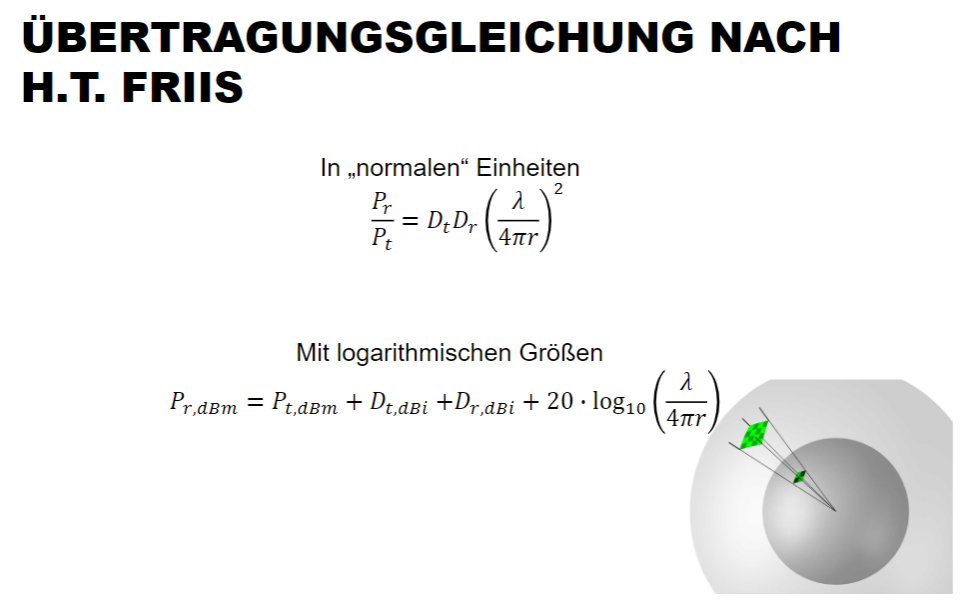 ÜBERTRAGUNGSGLEICHUNG NACH
H.T. FRIIS
In „normalen“ Einheiten
$\frac{P_r}{P_t} = D_t D_r \left(\frac{\lambda}{4\pi r}\right)^2$
Mit logarithmischen Größen
$P_{r,dBm} = P_{t,dBm} + D_{t,dBi} + D_{r,dBi} + 20 \cdot \log_{10} \left(\frac{\lambda}{4\pi r}\right)$